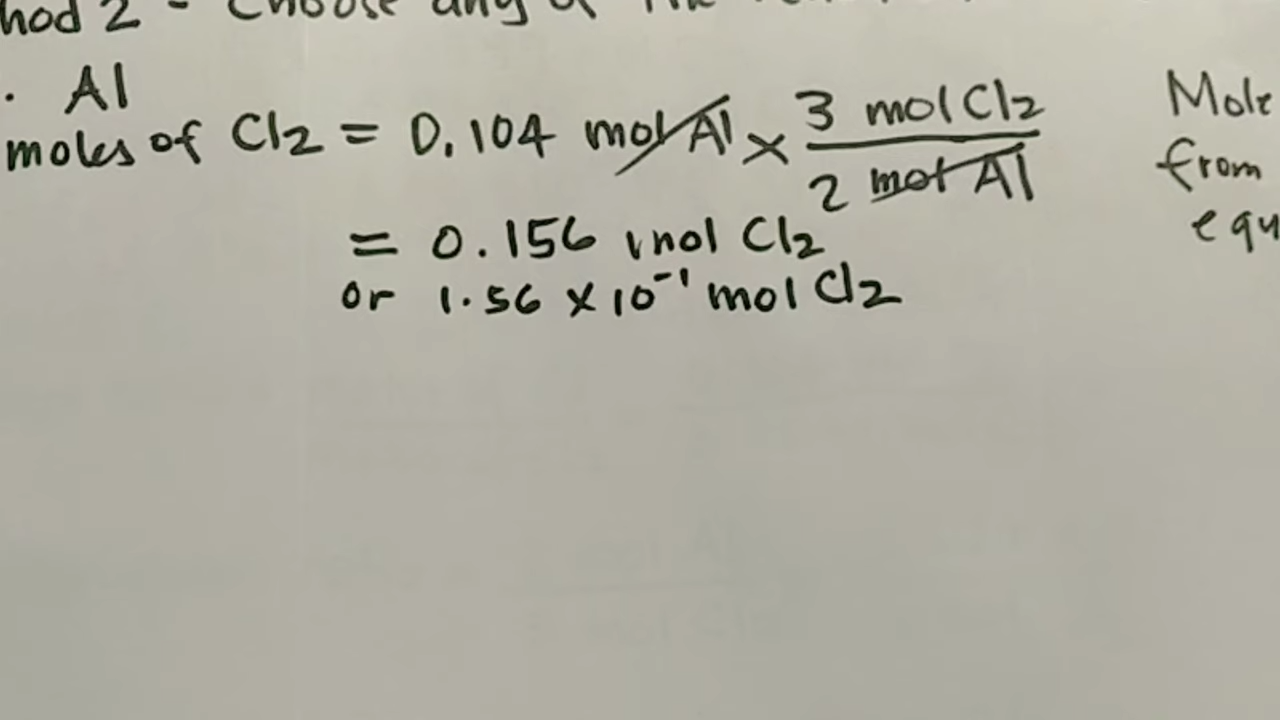 hod 2 - Choose any of the
. Al
moles of Cl2 = 0.104 mol Al × 3 mol Cl2 / 2 mol Al
= 0.156 mol Cl2
or 1.56 × 10⁻¹ mol Cl2
Mole
from
equ